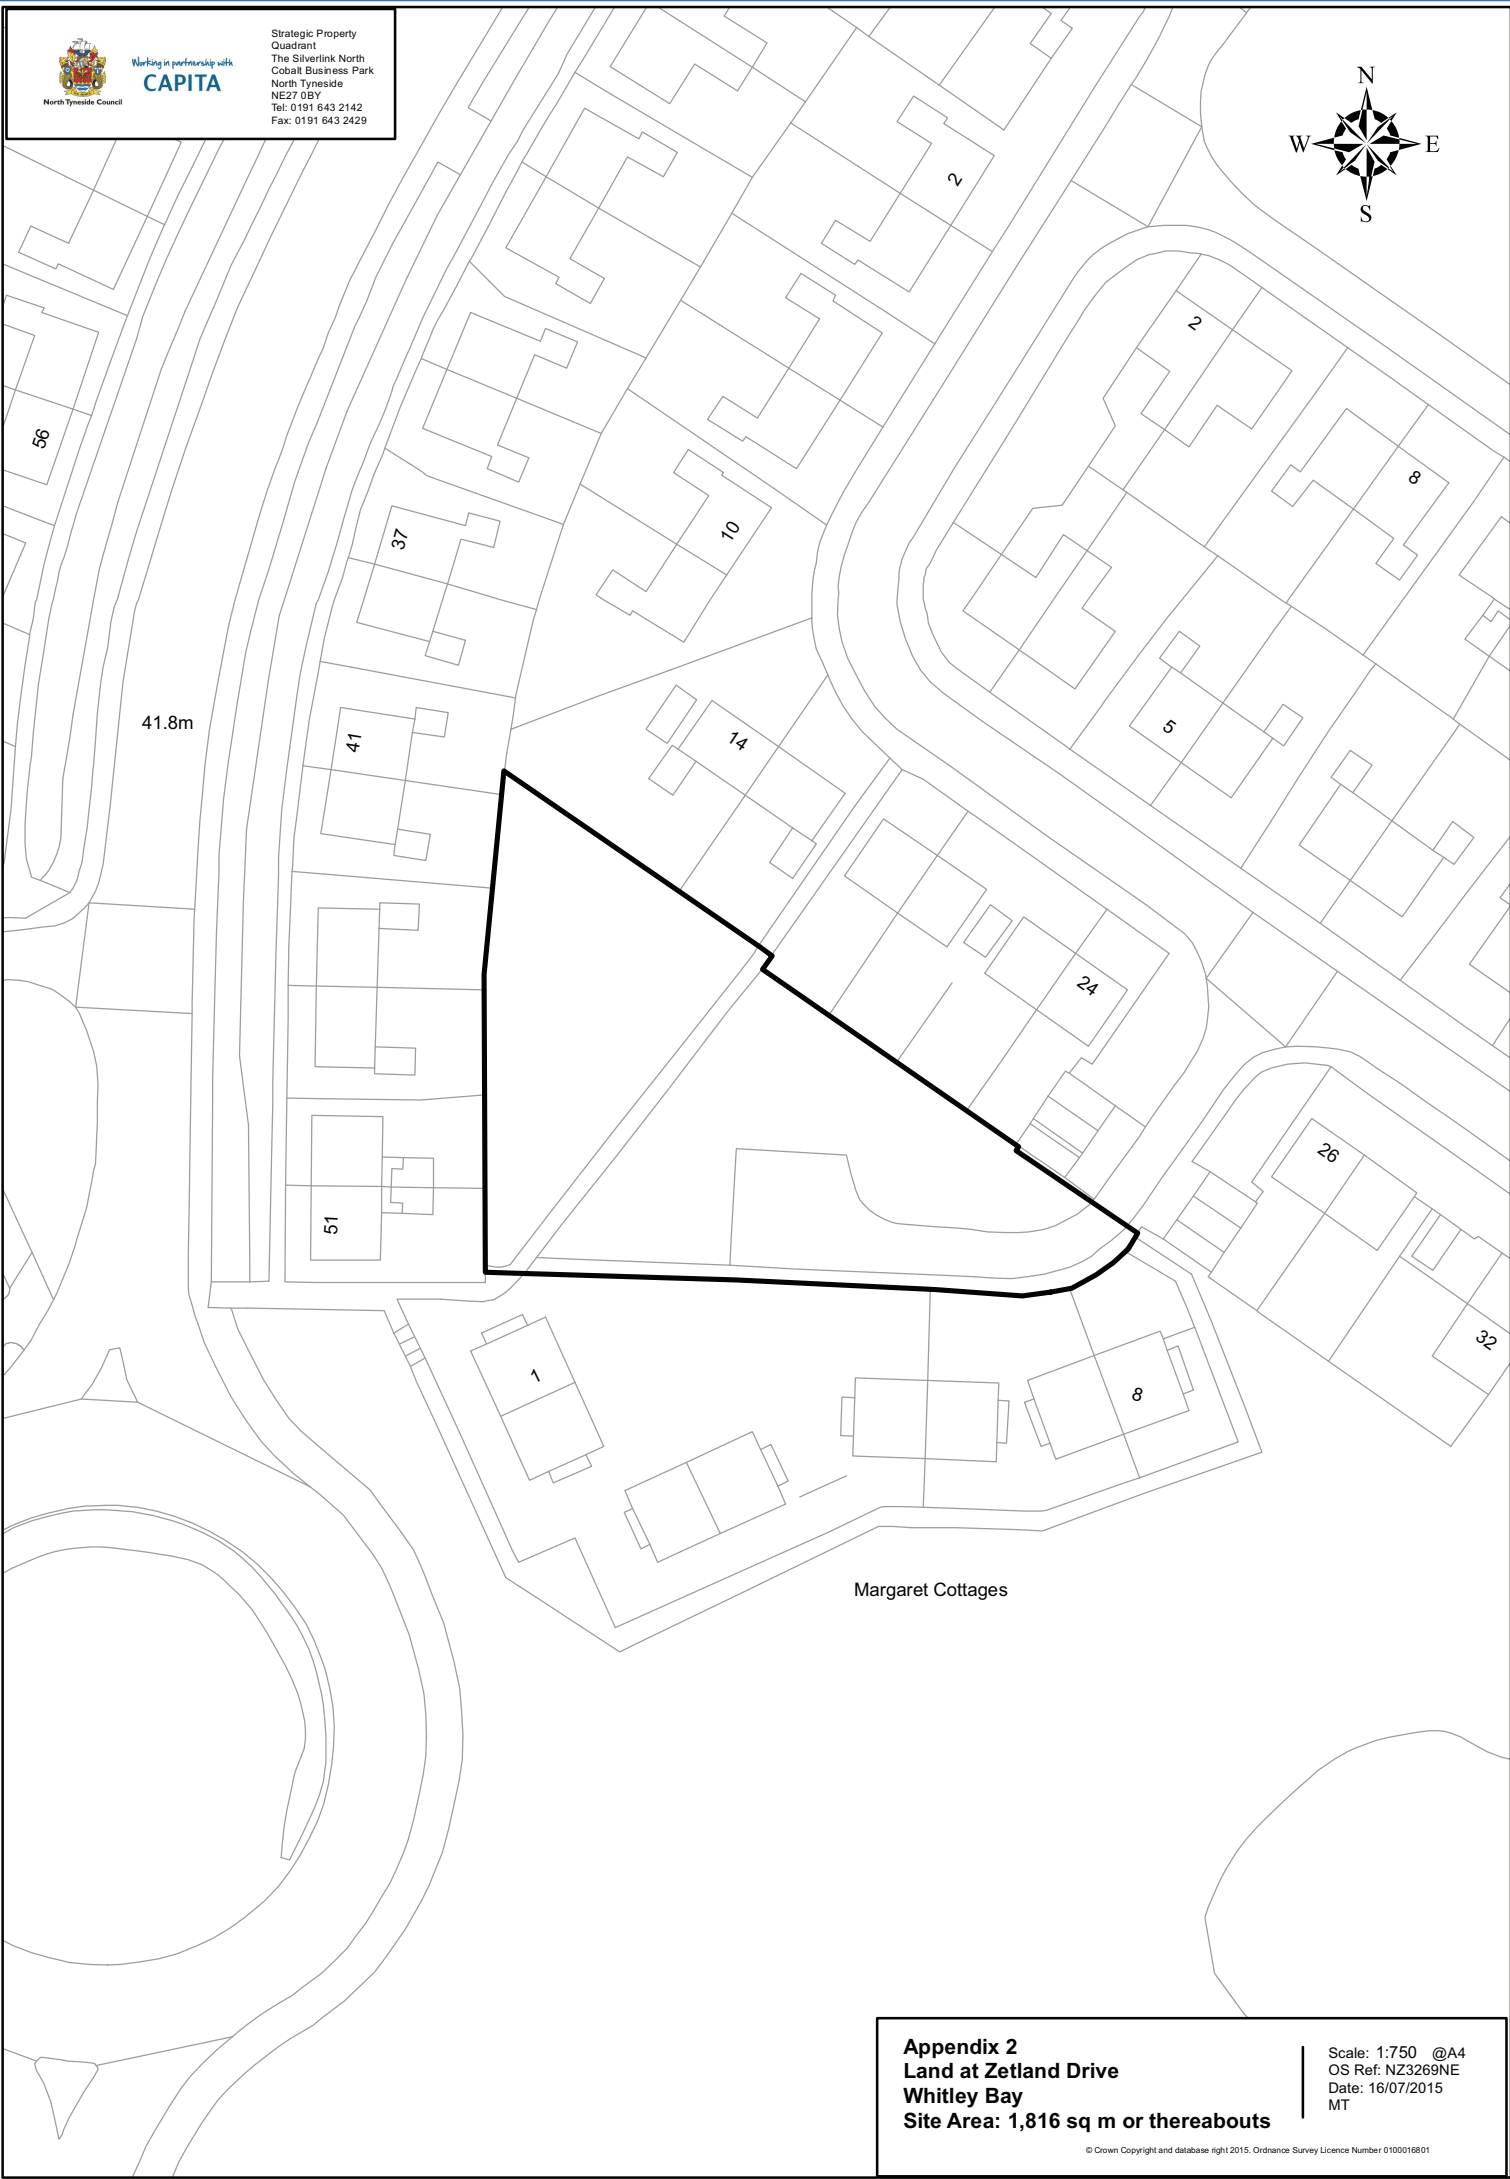 Strategic Property
Quadrant
The Silverlink North
Cobalt Business Park
North Tyneside
NE27 0BY
Tel: 0191 643 2142
Fax: 0191 643 2429
Working in partnership with
CAPITA
North Tyneside Council
N
W
E
S
2
2
56
8
37
10
41.8m
41
14
5
24
51
26
32
1
8
Margaret Cottages
Appendix 2
Land at Zetland Drive
Whitley Bay
Site Area: 1,816 sq m or thereabouts
Scale: 1:750 @A4
OS Ref: NZ3269NE
Date: 16/07/2015
MT
© Crown Copyright and database right 2015. Ordnance Survey Licence Number 0100016801